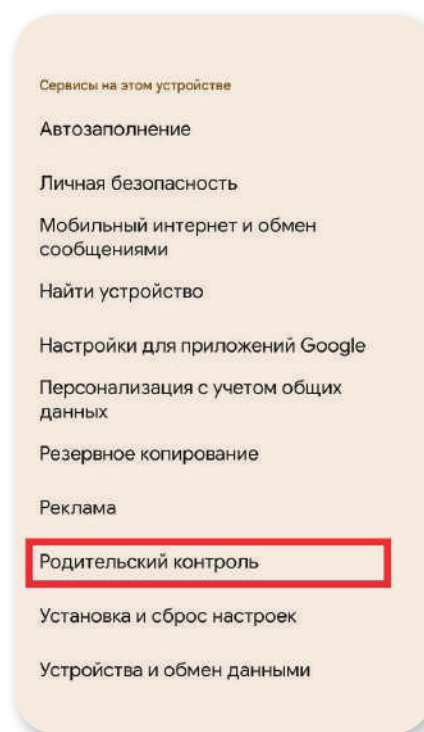 Сервисы на этом устройстве
Автозаполнение
Личная безопасность
Мобильный интернет и обмен
сообщениями
Найти устройство
Настройки для приложений Google
Персонализация с учетом общих
данных
Резервное копирование
Реклама
Родительский контроль
Установка и сброс настроек
Устройства и обмен данными